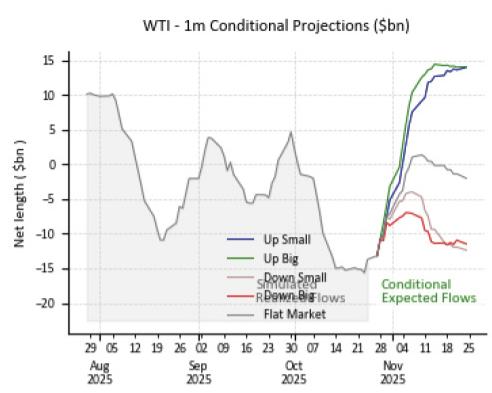 WTI - 1m Conditional Projections ($bn)
Net length ( $bn )
15
10
5
0
-5
-10
-15
-20
Up Small
Up Big
Down Small
Down Big
Flat Market
Simulated
Realized Flows
Conditional
Expected Flows
29 05 12 19 26 02 09 16 23 30 07 14 21 28 04 11 18 25
Aug Sep Oct Nov
2025 2025 2025 2025